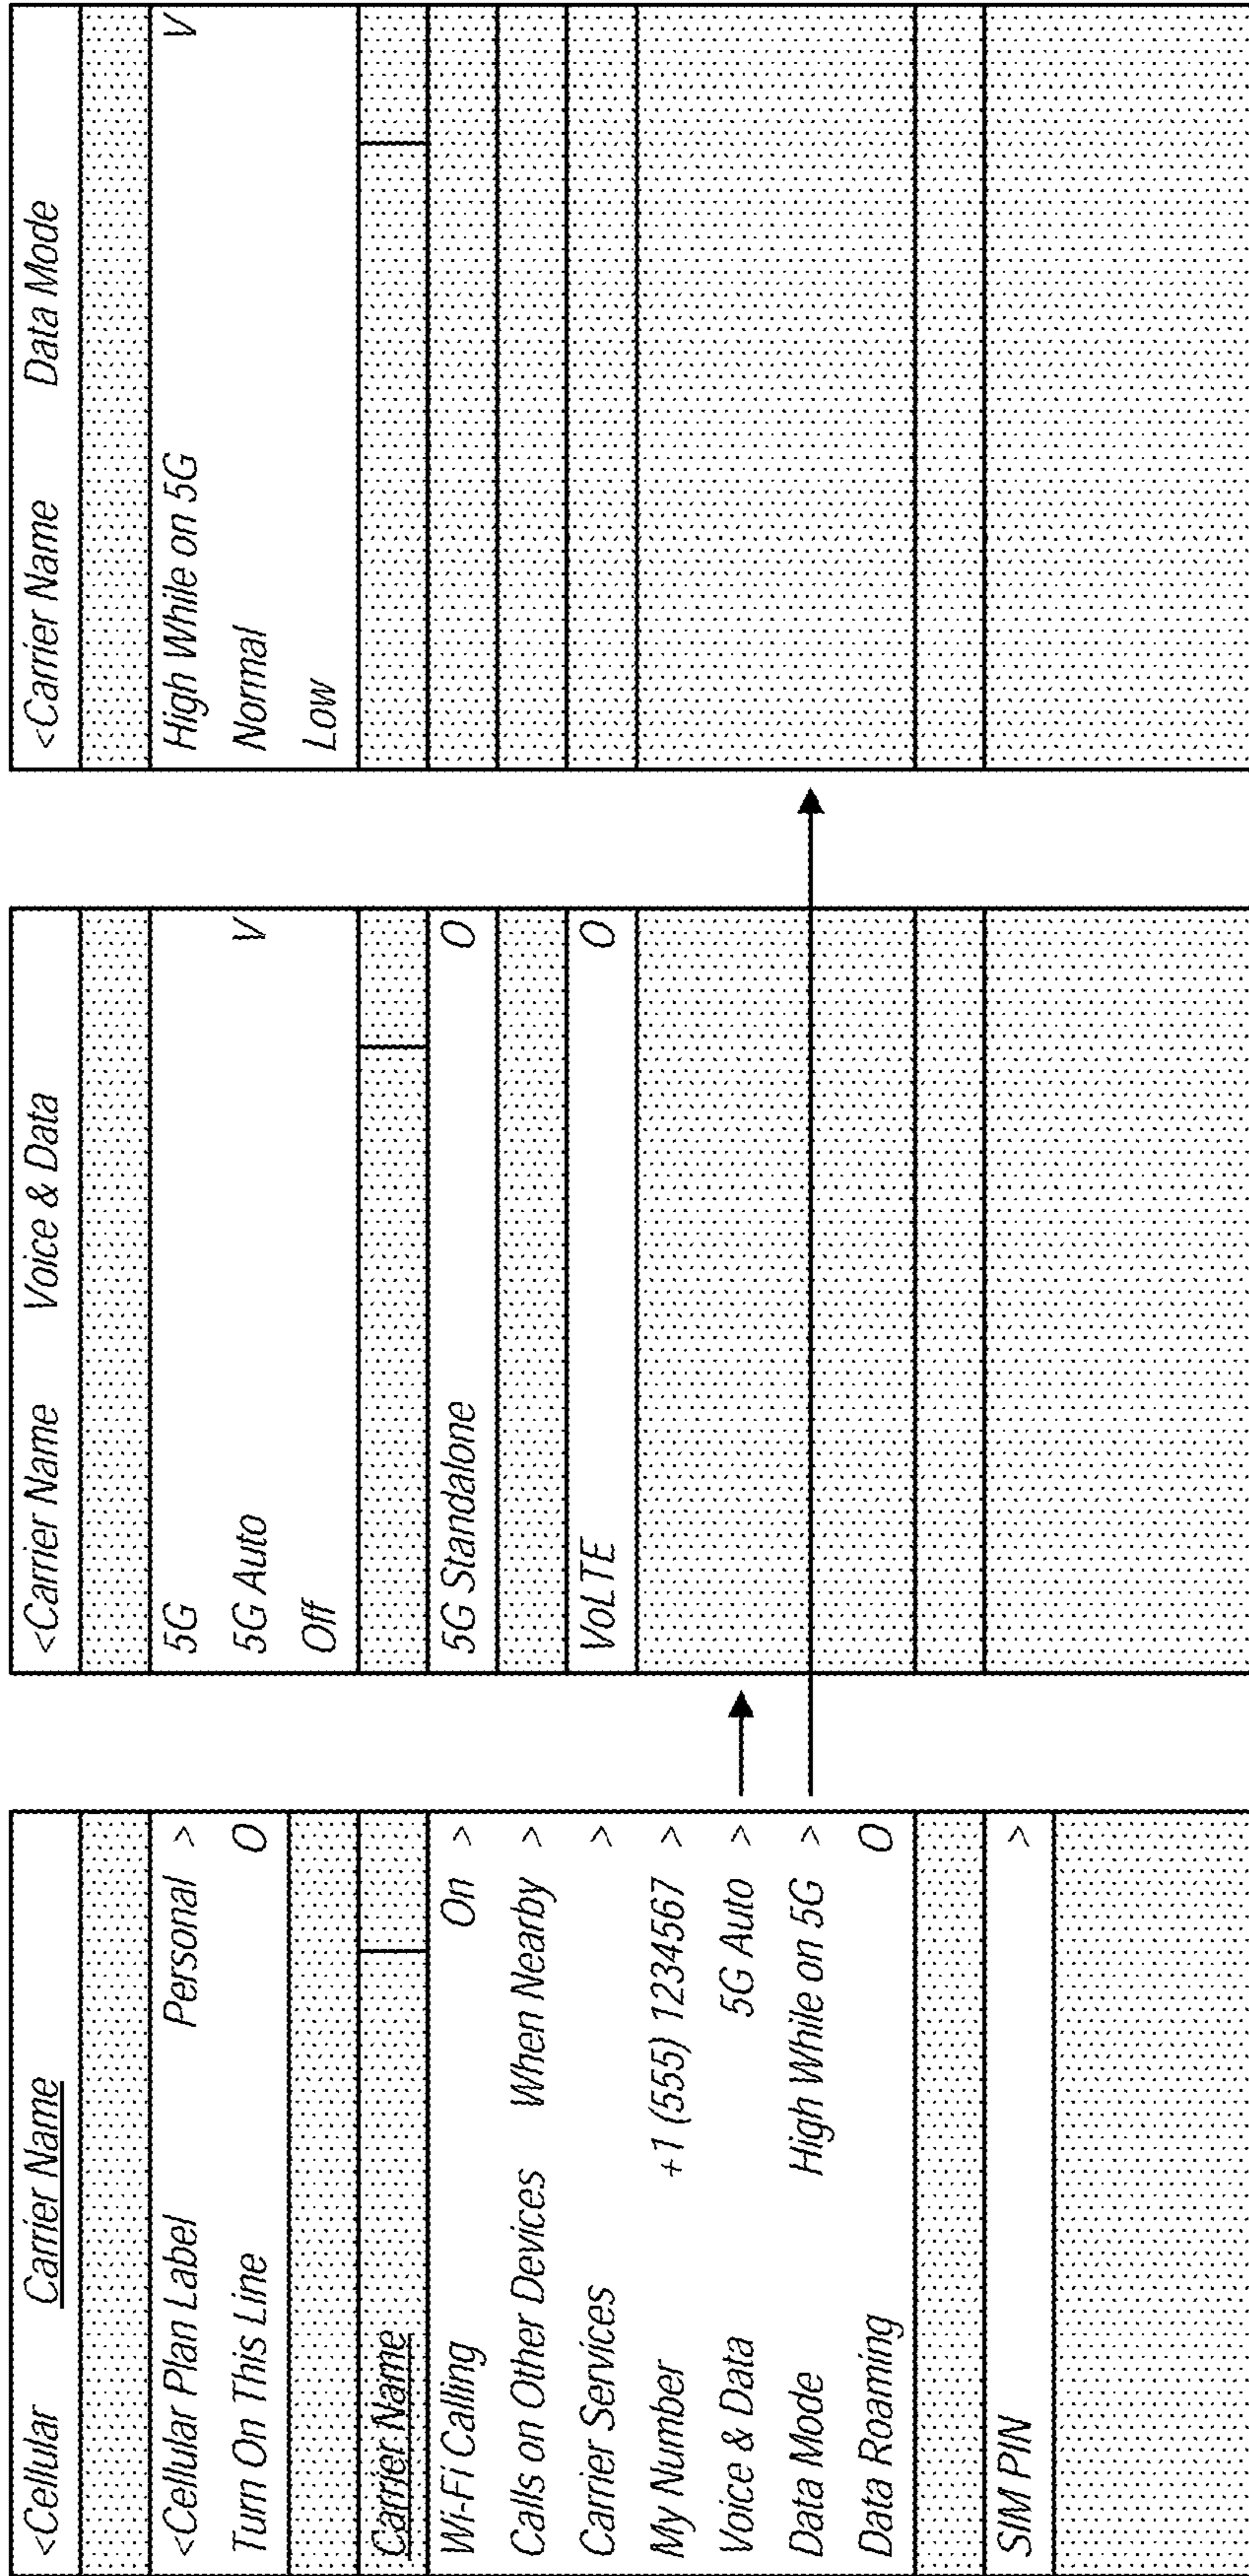 <Cellular Carrier Name
<Cellular Plan Label Personal >
Turn On This Line O
Carrier Name
Wi-Fi Calling On >
Calls on Other Devices When Nearby >
Carrier Services >
My Number +1 (555) 1234567 >
Voice & Data 5G Auto >
Data Mode High While on 5G >
Data Roaming O
SIM PIN >
<Carrier Name Voice & Data
5G
5G Auto V
Off
5G Standalone O
VoLTE O
<Carrier Name Data Mode
High While on 5G V
Normal
Low